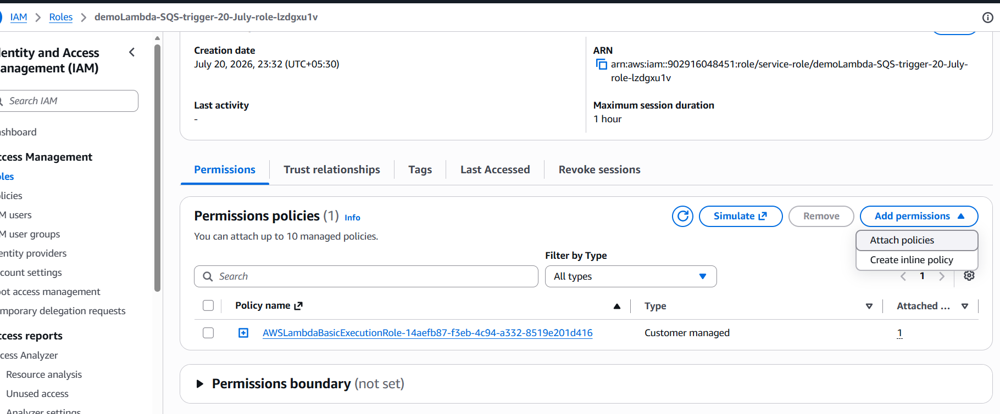 IAM > Roles > demoLambda-SQS-trigger-20-July-role-lzdgxu1v
entity and Access
anagement (IAM)
Search IAM
ashboard
ccess Management
oles
olicies
M users
M user groups
entity providers
ccount settings
oot access management
mporary delegation requests
ccess reports
ccess Analyzer
Resource analysis
Unused access
Analyzer settings
Creation date
July 20, 2026, 23:32 (UTC+05:30)
Last activity
-
ARN
arn:aws:iam::902916048451:role/service-role/demoLambda-SQS-trigger-20-July-
role-lzdgxu1v
Maximum session duration
1 hour
Permissions
Trust relationships
Tags
Last Accessed
Revoke sessions
Permissions policies (1) Info
You can attach up to 10 managed policies.
Simulate
Remove
Add permissions
Attach policies
Create inline policy
Filter by Type
Search
All types
1
Policy name
Type
Attached ...
AWSLambdaBasicExecutionRole-14aefb87-f3eb-4c94-a332-8519e201d416
Customer managed
1
Permissions boundary (not set)